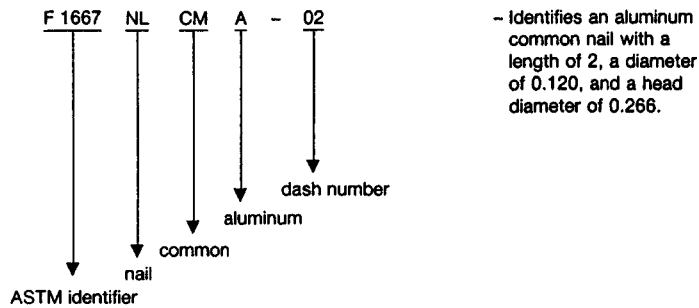 F 1667 NL CM A - 02
– Identifies an aluminum
common nail with a
length of 2, a diameter
of 0.120, and a head
diameter of 0.266.
dash number
aluminum
common
nail
ASTM identifier